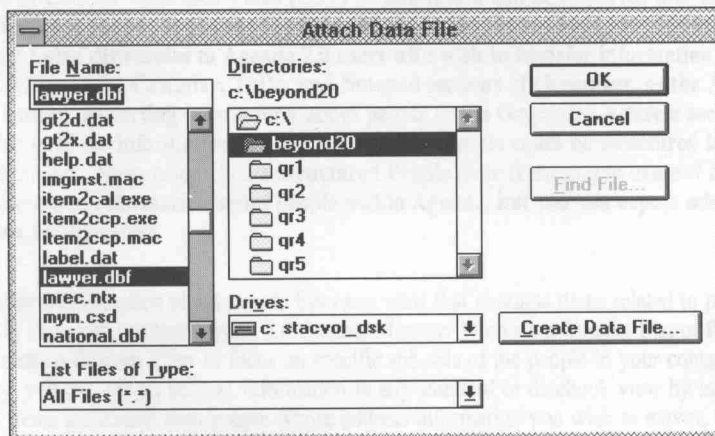 Attach Data File
File Name:
lawyer.dbf
gt2d.dat
gt2x.dat
help.dat
imginst.mac
item2cal.exe
item2ccp.exe
item2ccp.mac
label.dat
lawyer.dbf
mrec.ntx
mym.csd
national.dbf
List Files of Type:
All Files (*.*)
Directories:
c:\beyond20
c:\
beyond20
qr1
qr2
qr3
qr4
qr5
Drives:
c: stacvol_dsk
OK
Cancel
Find File...
Create Data File...